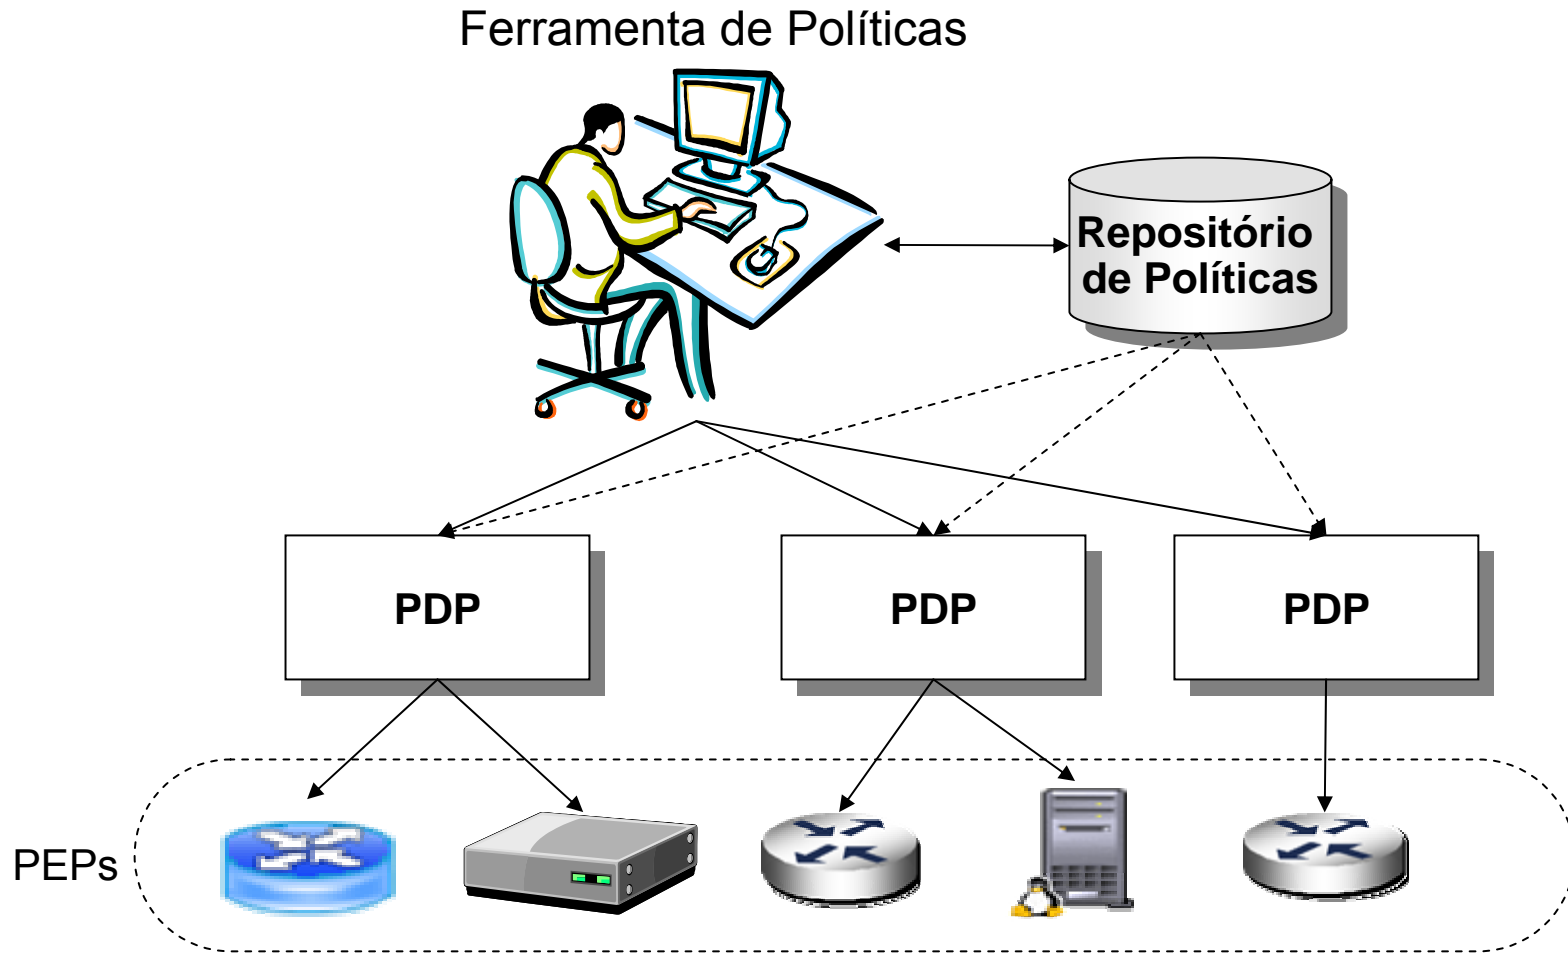 Ferramenta de Políticas
Repositório
de Políticas
PDP
PDP
PDP
PEPs